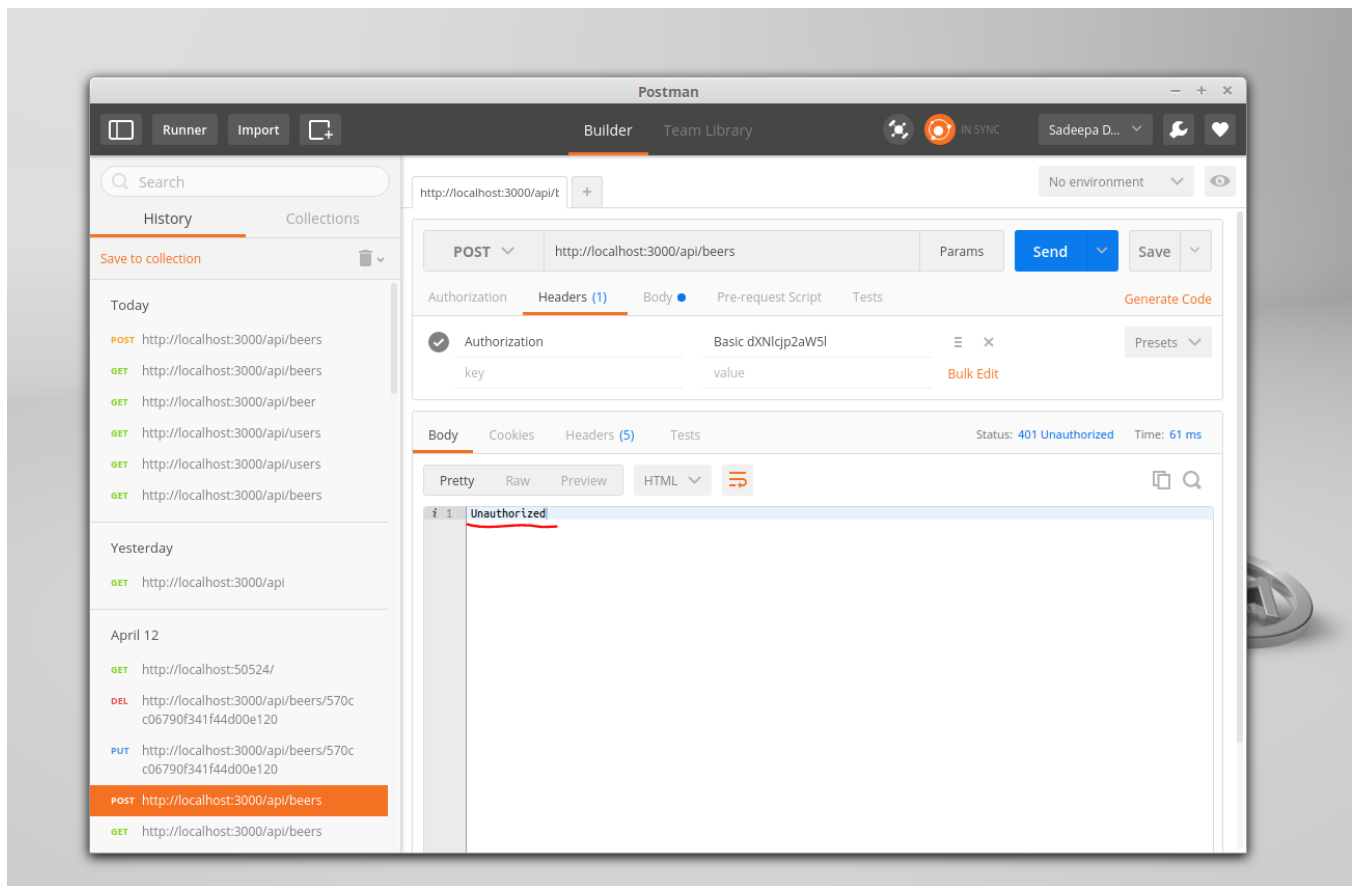 Postman
Runner Import Builder Team Library IN SYNC Sadeepa D...
Search
History Collections
Save to collection
Today
POST http://localhost:3000/api/beers
GET http://localhost:3000/api/beers
GET http://localhost:3000/api/beer
GET http://localhost:3000/api/users
GET http://localhost:3000/api/users
GET http://localhost:3000/api/beers
Yesterday
GET http://localhost:3000/api
April 12
GET http://localhost:50524/
DEL http://localhost:3000/api/beers/570c
c06790f341f44d00e120
PUT http://localhost:3000/api/beers/570c
c06790f341f44d00e120
POST http://localhost:3000/api/beers
GET http://localhost:3000/api/beers
http://localhost:3000/api/b +
No environment
POST http://localhost:3000/api/beers Params Send Save
Authorization Headers (1) Body Pre-request Script Tests Generate Code
Authorization Basic dXNlcjp2aW5l Presets
key value Bulk Edit
Body Cookies Headers (5) Tests Status: 401 Unauthorized Time: 61 ms
Pretty Raw Preview HTML
i 1 Unauthorized